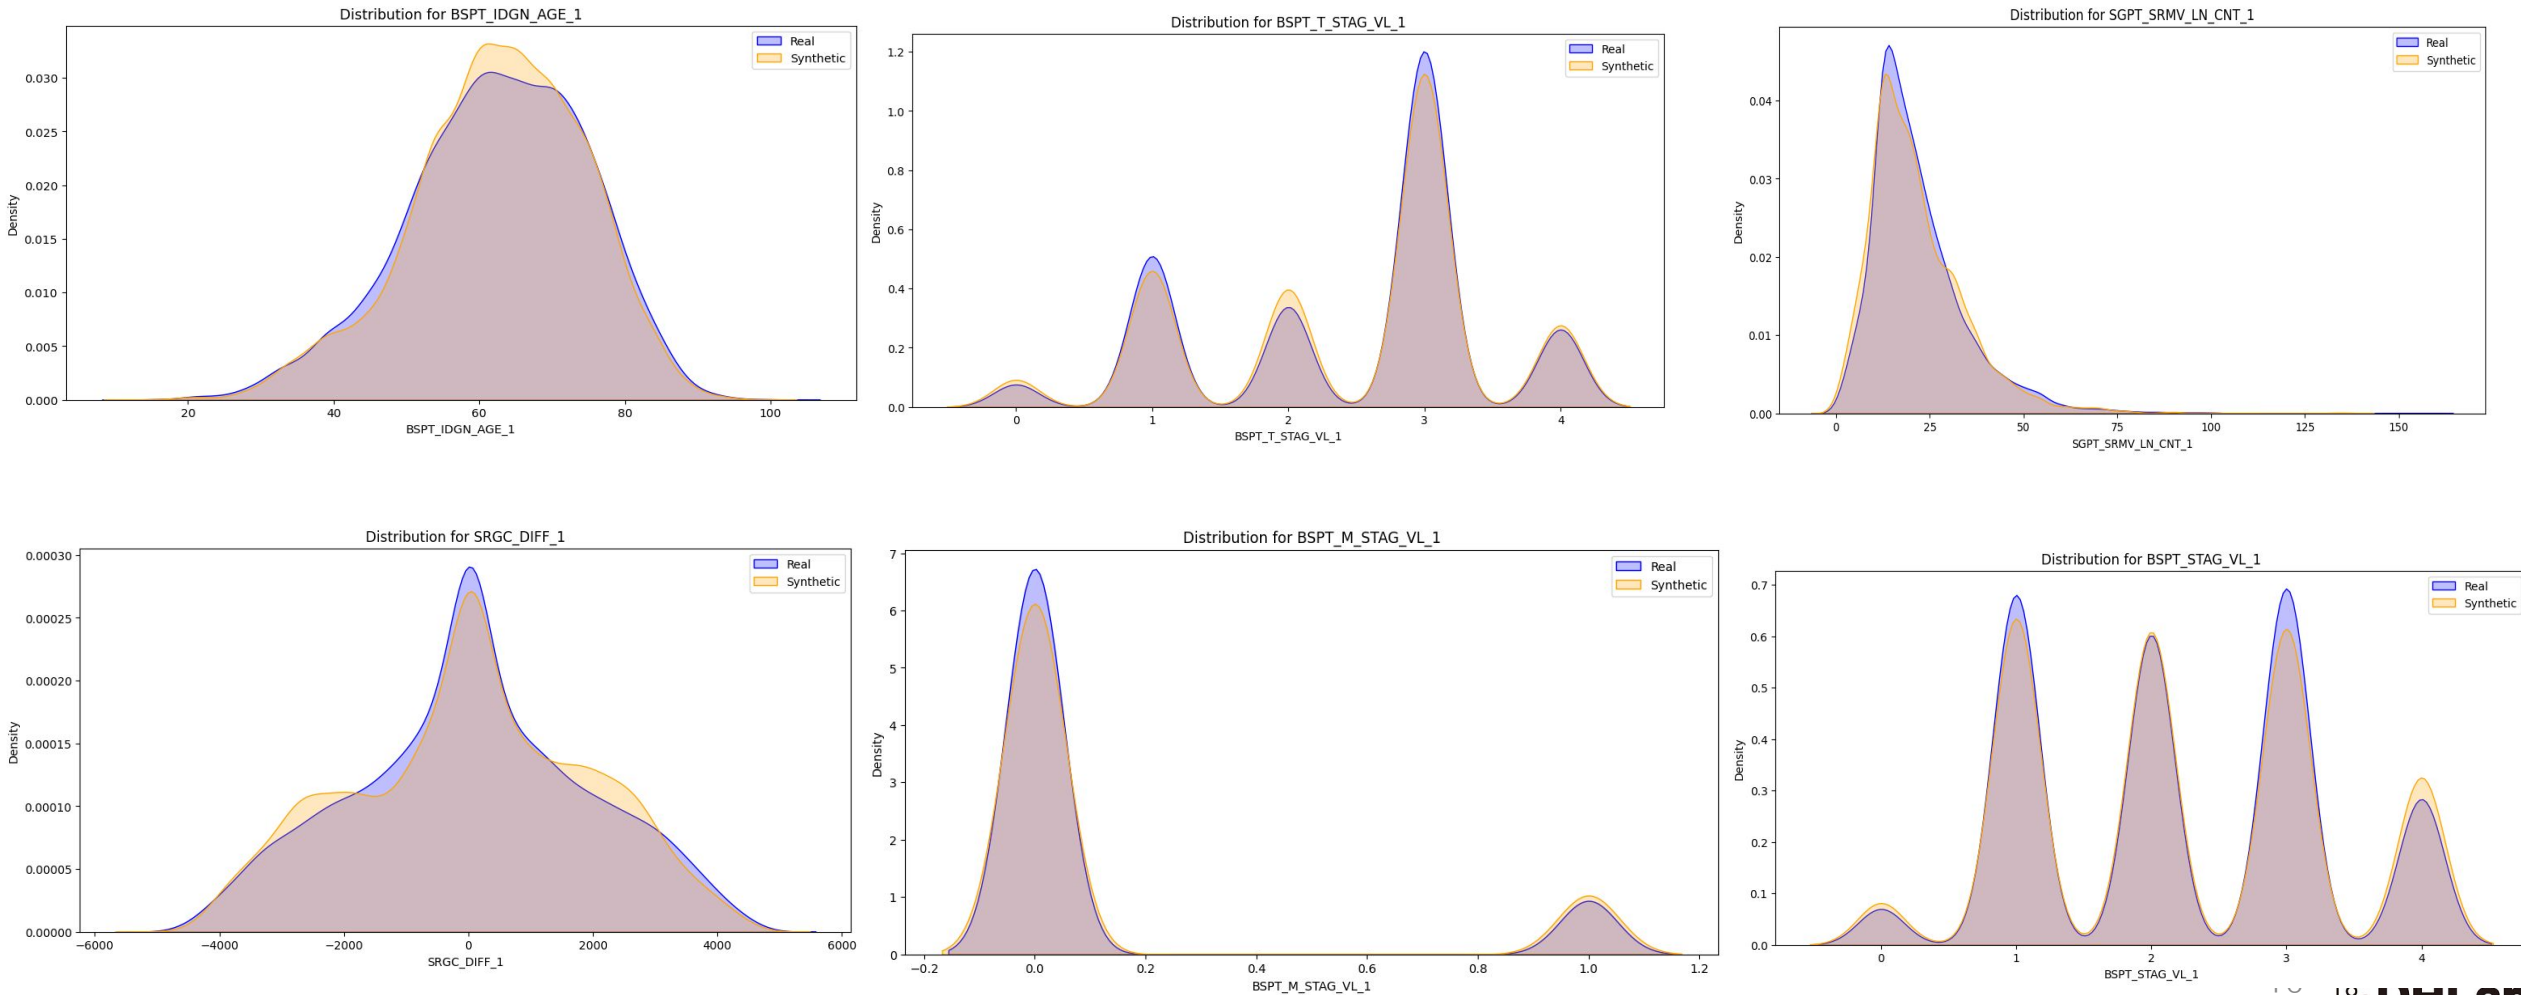 Distribution for BSPT_IDGN_AGE_1
Real
Synthetic
0.030
0.025
0.020
0.015
0.010
0.005
0.000
Density
20 40 60 80 100
BSPT_IDGN_AGE_1
Distribution for BSPT_T_STAG_VL_1
Real
Synthetic
1.2
1.0
0.8
0.6
0.4
0.2
0.0
Density
0 1 2 3 4
BSPT_T_STAG_VL_1
Distribution for SGPT_SRMV_LN_CNT_1
Real
Synthetic
0.04
0.03
0.02
0.01
0.00
Density
0 25 50 75 100 125 150
SGPT_SRMV_LN_CNT_1
Distribution for SRGC_DIFF_1
Real
Synthetic
0.00030
0.00025
0.00020
0.00015
0.00010
0.00005
0.00000
Density
−6000 −4000 −2000 0 2000 4000 6000
SRGC_DIFF_1
Distribution for BSPT_M_STAG_VL_1
Real
Synthetic
7
6
5
4
3
2
1
0
Density
−0.2 0.0 0.2 0.4 0.6 0.8 1.0 1.2
BSPT_M_STAG_VL_1
Distribution for BSPT_STAG_VL_1
Real
Synthetic
0.7
0.6
0.5
0.4
0.3
0.2
0.1
0.0
Density
0 1 2 3 4
BSPT_STAG_VL_1